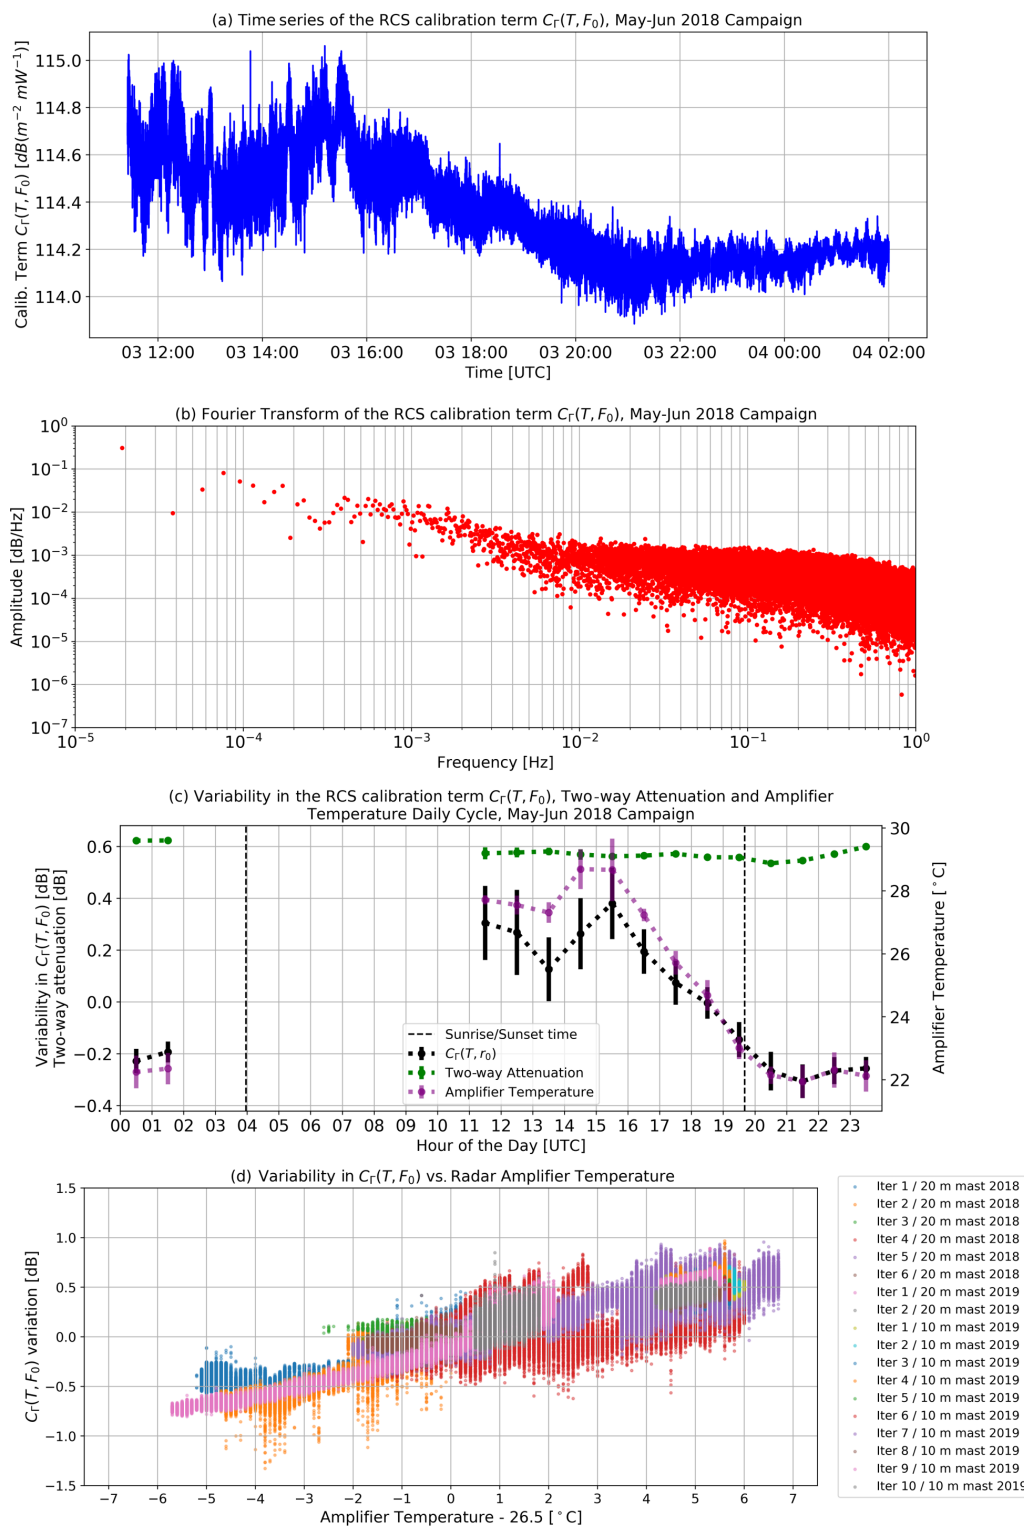 (a) Time series of the RCS calibration term C_Γ(T, F₀), May-Jun 2018 Campaign
Calib. Term C_Γ(T, F₀) [dB(m⁻² mW⁻¹)]
115.0
114.8
114.6
114.4
114.2
114.0
03 12:00 03 14:00 03 16:00 03 18:00 03 20:00 03 22:00 04 00:00 04 02:00
Time [UTC]
(b) Fourier Transform of the RCS calibration term C_Γ(T, F₀), May-Jun 2018 Campaign
Amplitude [dB/Hz]
10⁰
10⁻¹
10⁻²
10⁻³
10⁻⁴
10⁻⁵
10⁻⁶
10⁻⁷
10⁻⁵ 10⁻⁴ 10⁻³ 10⁻² 10⁻¹ 10⁰
Frequency [Hz]
(c) Variability in the RCS calibration term C_Γ(T, F₀), Two-way Attenuation and Amplifier
Temperature Daily Cycle, May-Jun 2018 Campaign
Variability in C_Γ(T, F₀) [dB]
Two-way attenuation [dB]
0.6
0.4
0.2
0.0
−0.2
−0.4
30
28
26
24
22
Amplifier Temperature [°C]
Sunrise/Sunset time
C_Γ(T, r₀)
Two-way Attenuation
Amplifier Temperature
00 01 02 03 04 05 06 07 08 09 10 11 12 13 14 15 16 17 18 19 20 21 22 23
Hour of the Day [UTC]
(d) Variability in C_Γ(T, F₀) vs. Radar Amplifier Temperature
C_Γ(T, F₀) variation [dB]
1.5
1.0
0.5
0.0
−0.5
−1.0
−1.5
−7 −6 −5 −4 −3 −2 −1 0 1 2 3 4 5 6 7
Amplifier Temperature - 26.5 [°C]
Iter 1 / 20 m mast 2018
Iter 2 / 20 m mast 2018
Iter 3 / 20 m mast 2018
Iter 4 / 20 m mast 2018
Iter 5 / 20 m mast 2018
Iter 6 / 20 m mast 2018
Iter 1 / 20 m mast 2019
Iter 2 / 20 m mast 2019
Iter 1 / 10 m mast 2019
Iter 2 / 10 m mast 2019
Iter 3 / 10 m mast 2019
Iter 4 / 10 m mast 2019
Iter 5 / 10 m mast 2019
Iter 6 / 10 m mast 2019
Iter 7 / 10 m mast 2019
Iter 8 / 10 m mast 2019
Iter 9 / 10 m mast 2019
Iter 10 / 10 m mast 2019